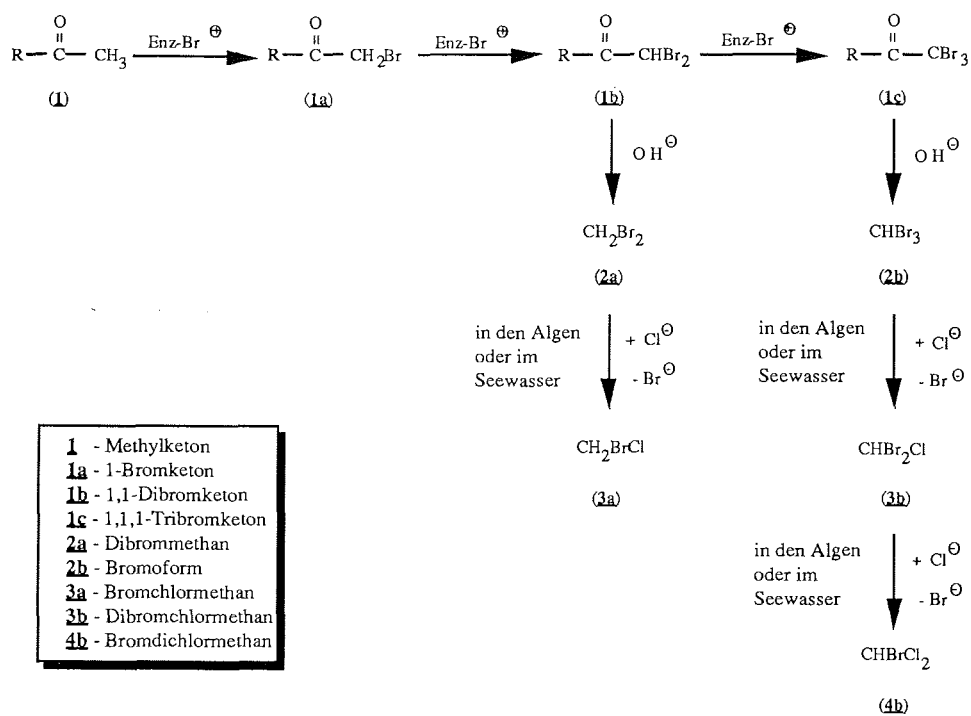 R – C(=O) – CH₃ Enz-Br ⊕ R – C(=O) – CH₂Br Enz-Br ⊕ R – C(=O) – CHBr₂ Enz-Br ⊕ R – C(=O) – CBr₃
(1) (1a) (1b) (1c)
OH⊖ OH⊖
CH₂Br₂ CHBr₃
(2a) (2b)
in den Algen
oder im
Seewasser
+ Cl⊖
- Br⊖
in den Algen
oder im
Seewasser
+ Cl⊖
- Br⊖
CH₂BrCl CHBr₂Cl
(3a) (3b)
in den Algen
oder im
Seewasser
+ Cl⊖
- Br⊖
CHBrCl₂
(4b)
1 - Methylketon
1a - 1-Bromketon
1b - 1,1-Dibromketon
1c - 1,1,1-Tribromketon
2a - Dibrommethan
2b - Bromoform
3a - Bromchlormethan
3b - Dibromchlormethan
4b - Bromdichlormethan